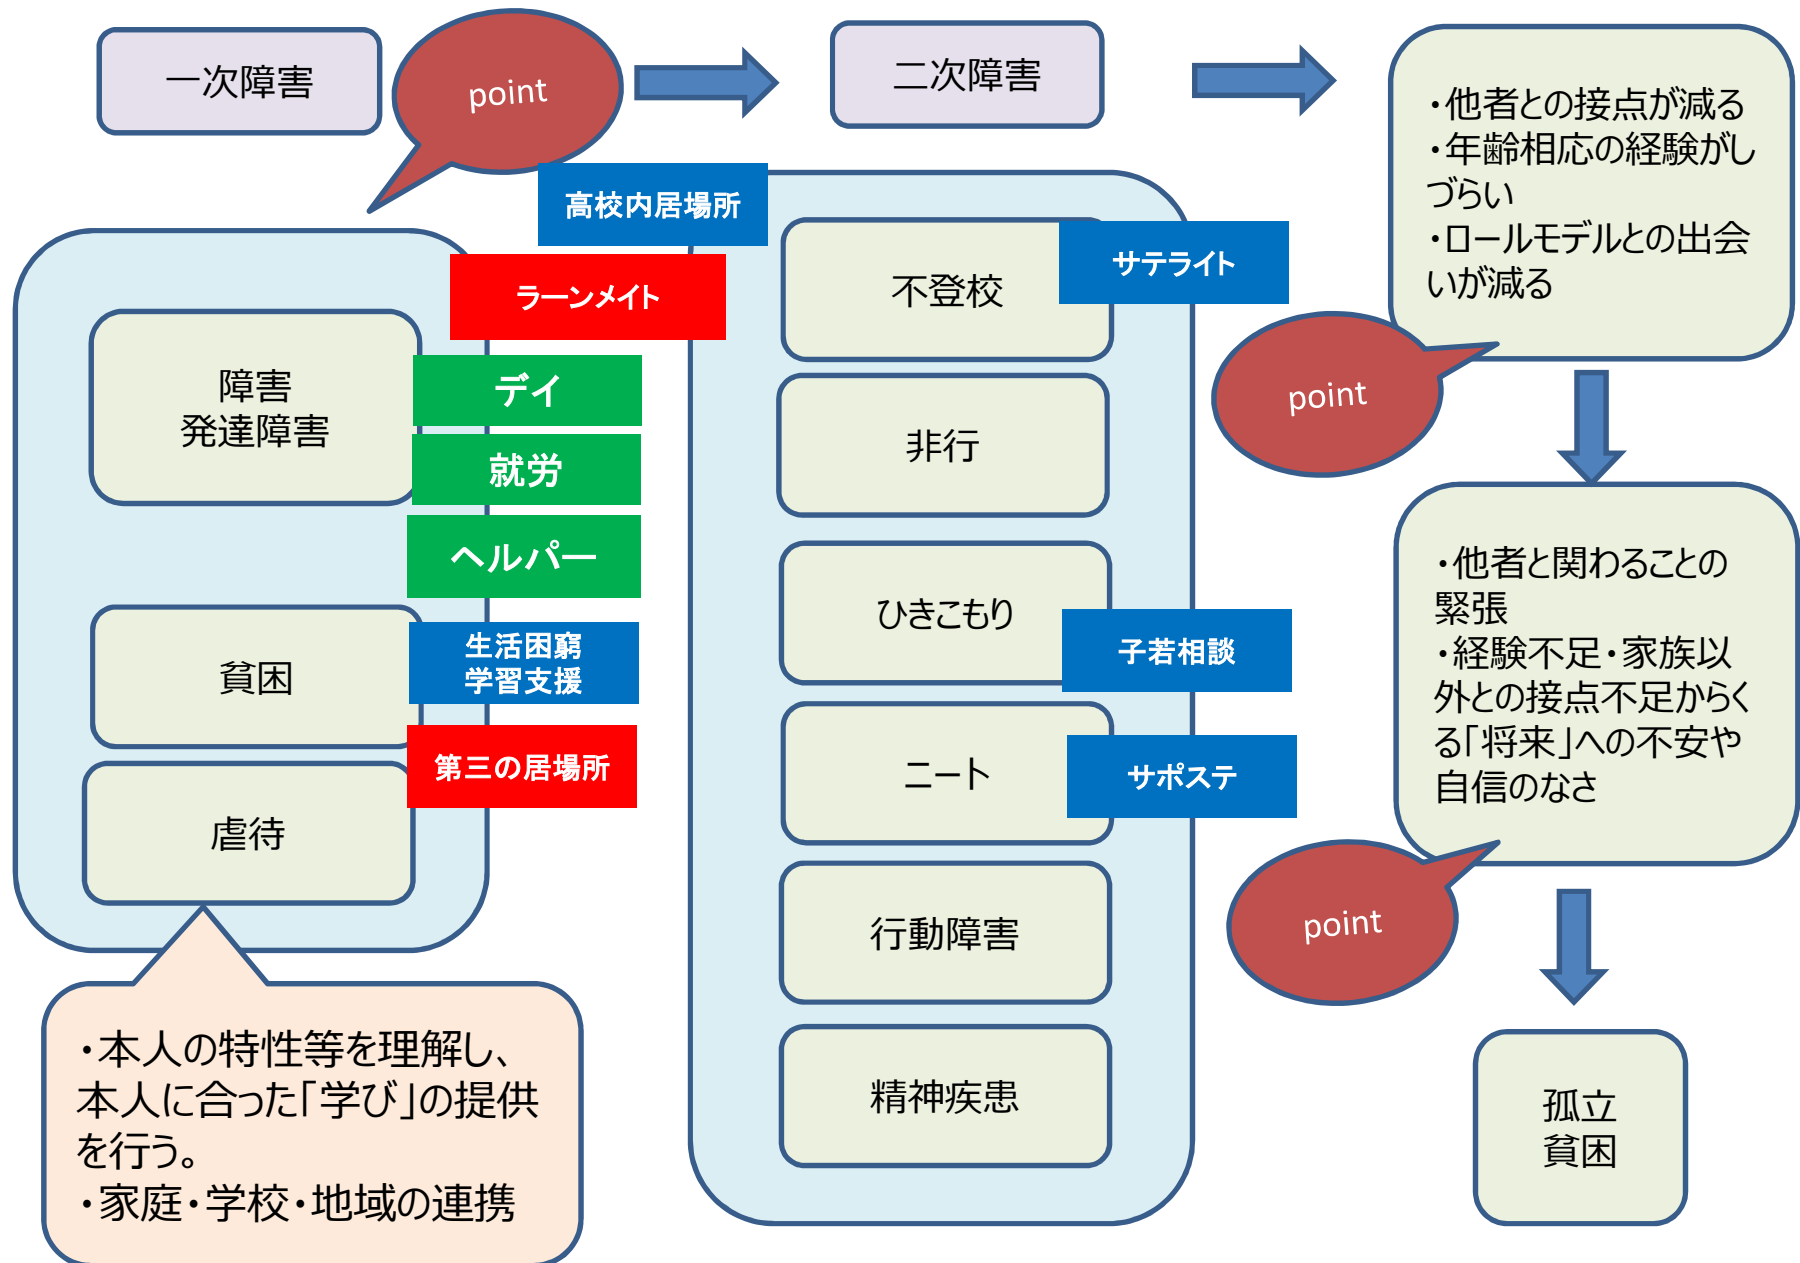 一次障害
point
二次障害
・他者との接点が減る
・年齢相応の経験がし
づらい
・ロールモデルとの出会
いが減る
高校内居場所
ラーンメイト
障害
発達障害
デイ
就労
ヘルパー
貧困
生活困窮
学習支援
第三の居場所
虐待
・本人の特性等を理解し、
本人に合った「学び」の提供
を行う。
・家庭・学校・地域の連携
不登校
サテライト
非行
ひきこもり
子若相談
ニート
サポステ
行動障害
精神疾患
point
・他者と関わることの
緊張
・経験不足・家族以
外との接点不足からく
る「将来」への不安や
自信のなさ
point
孤立
貧困